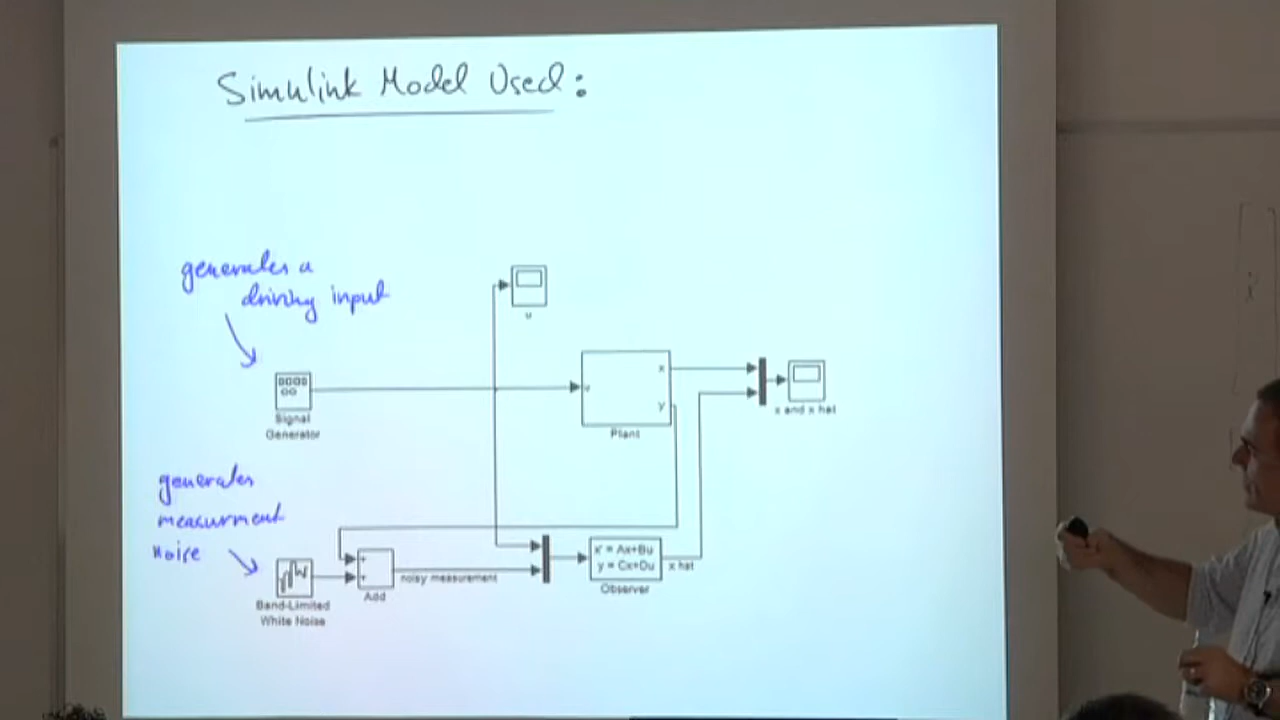 Simulink Model Used:
generates a
driving input
u
Signal
Generator
u
x
y
Plant
x and x hat
generates
measurment
noise
Band-Limited
White Noise
+
+
Add
noisy measurement
x' = Ax+Bu
y = Cx+Du
Observer
x hat